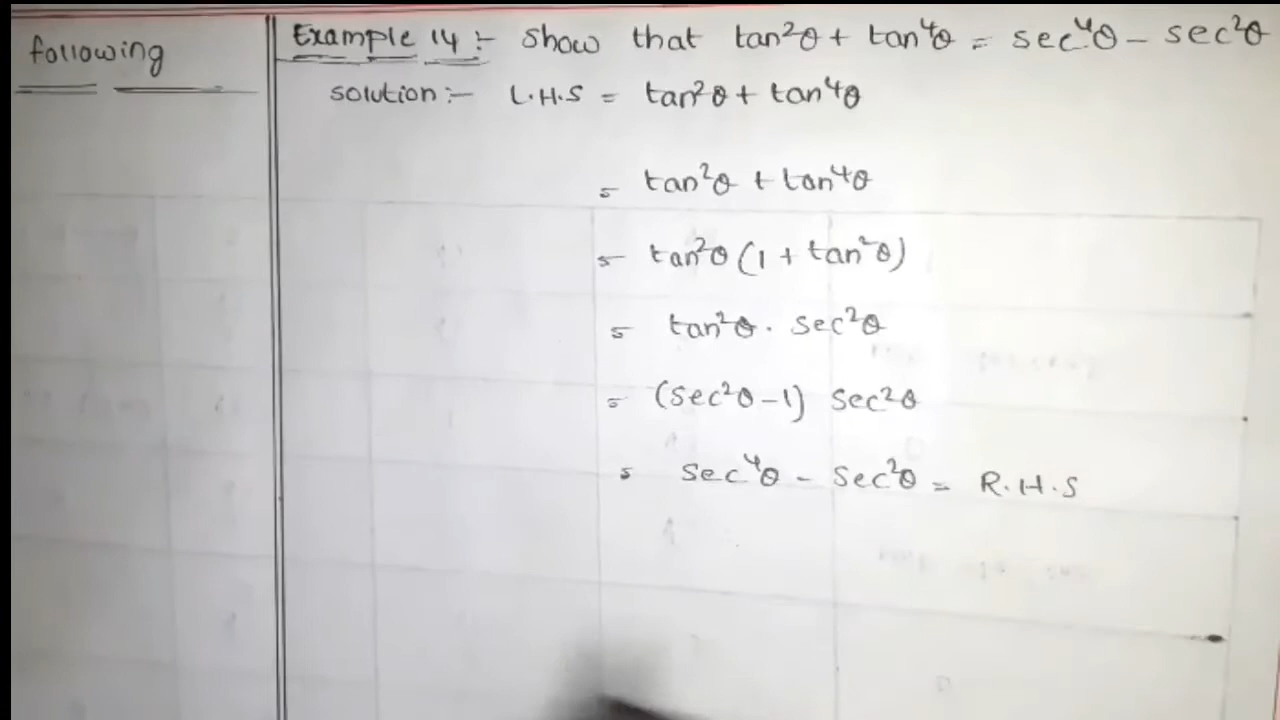 following
Example 14 :- Show that tan²θ + tan⁴θ = sec⁴θ - sec²θ
solution :- L.H.S = tan²θ + tan⁴θ
= tan²θ + tan⁴θ
= tan²θ (1 + tan²θ)
= tan²θ . sec²θ
= (sec²θ - 1) sec²θ
= sec⁴θ - sec²θ = R.H.S